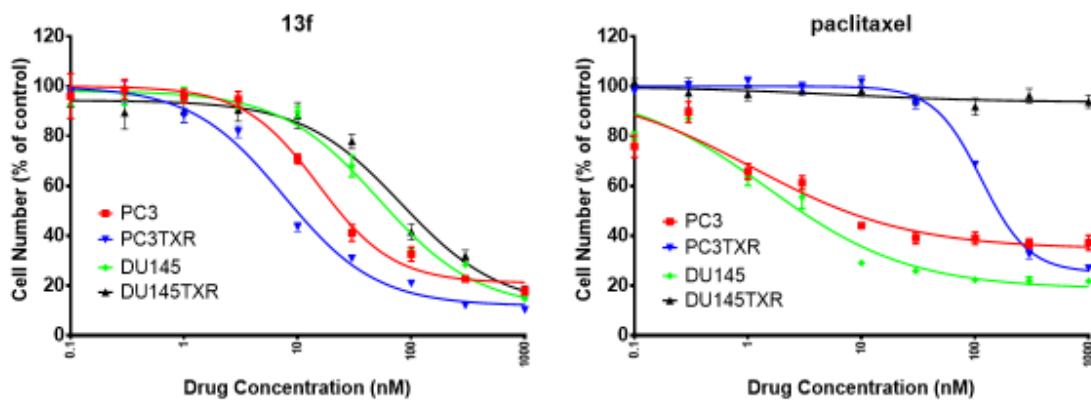 13f
120
100
80
60
40
20
0
Cell Number (% of control)
PC3
PC3TXR
DU145
DU145TXR
0.1
1
10
100
1000
Drug Concentration (nM)
paclitaxel
120
100
80
60
40
20
0
Cell Number (% of control)
PC3
PC3TXR
DU145
DU145TXR
0.1
1
10
100
1000
Drug Concentration (nM)